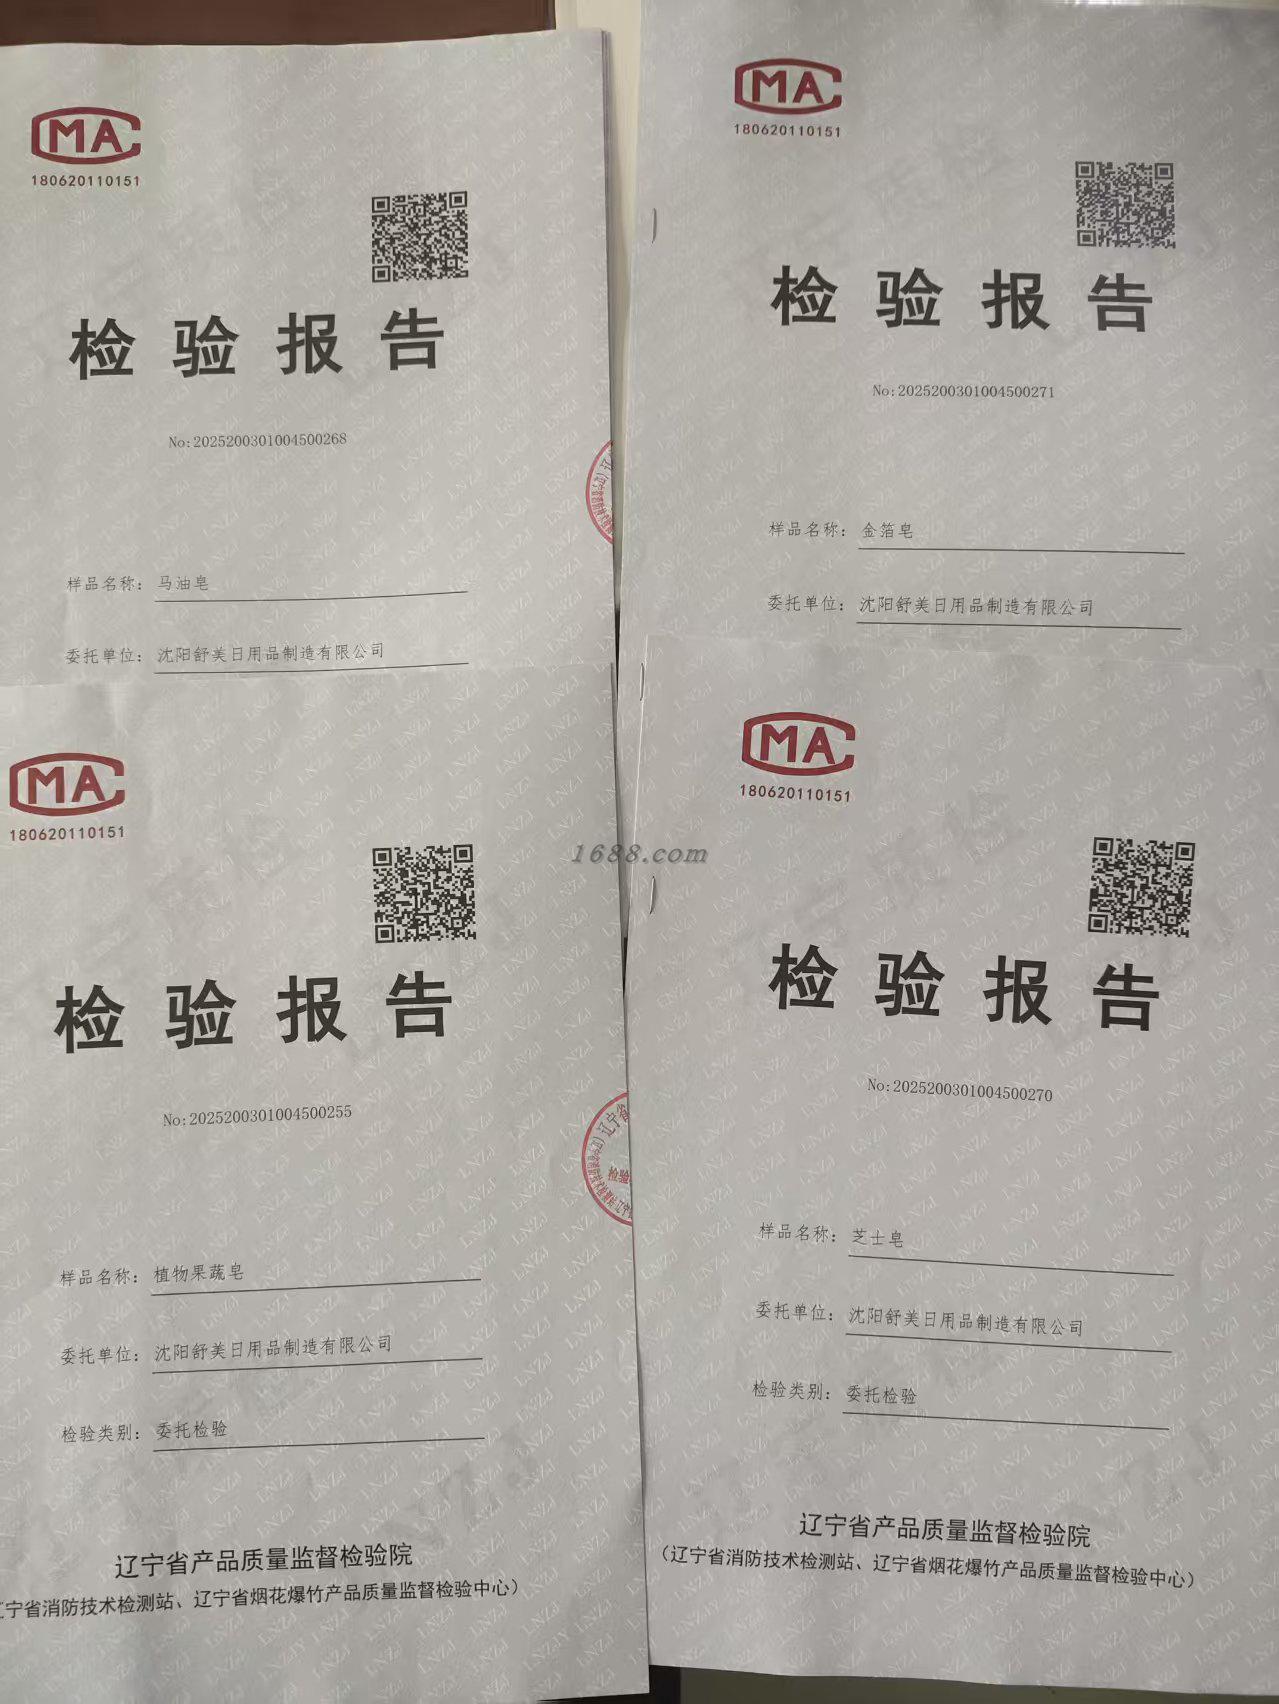 CMA
180620110151
检验报告
No:2025200301004500268
样品名称：马油皂
委托单位：沈阳舒美日用品制造有限公司
CMA
180620110151
检验报告
No:2025200301004500271
样品名称：金箔皂
委托单位：沈阳舒美日用品制造有限公司
1688.com
CMA
180620110151
检验报告
No:2025200301004500255
样品名称：植物果蔬皂
委托单位：沈阳舒美日用品制造有限公司
检验类别：委托检验
辽宁省产品质量监督检验院
辽宁省消防技术检测站、辽宁省烟花爆竹产品质量监督检验中心）
CMA
180620110151
检验报告
No:2025200301004500270
样品名称：芝士皂
委托单位：沈阳舒美日用品制造有限公司
检验类别：委托检验
辽宁省产品质量监督检验院
（辽宁省消防技术检测站、辽宁省烟花爆竹产品质量监督检验中心）